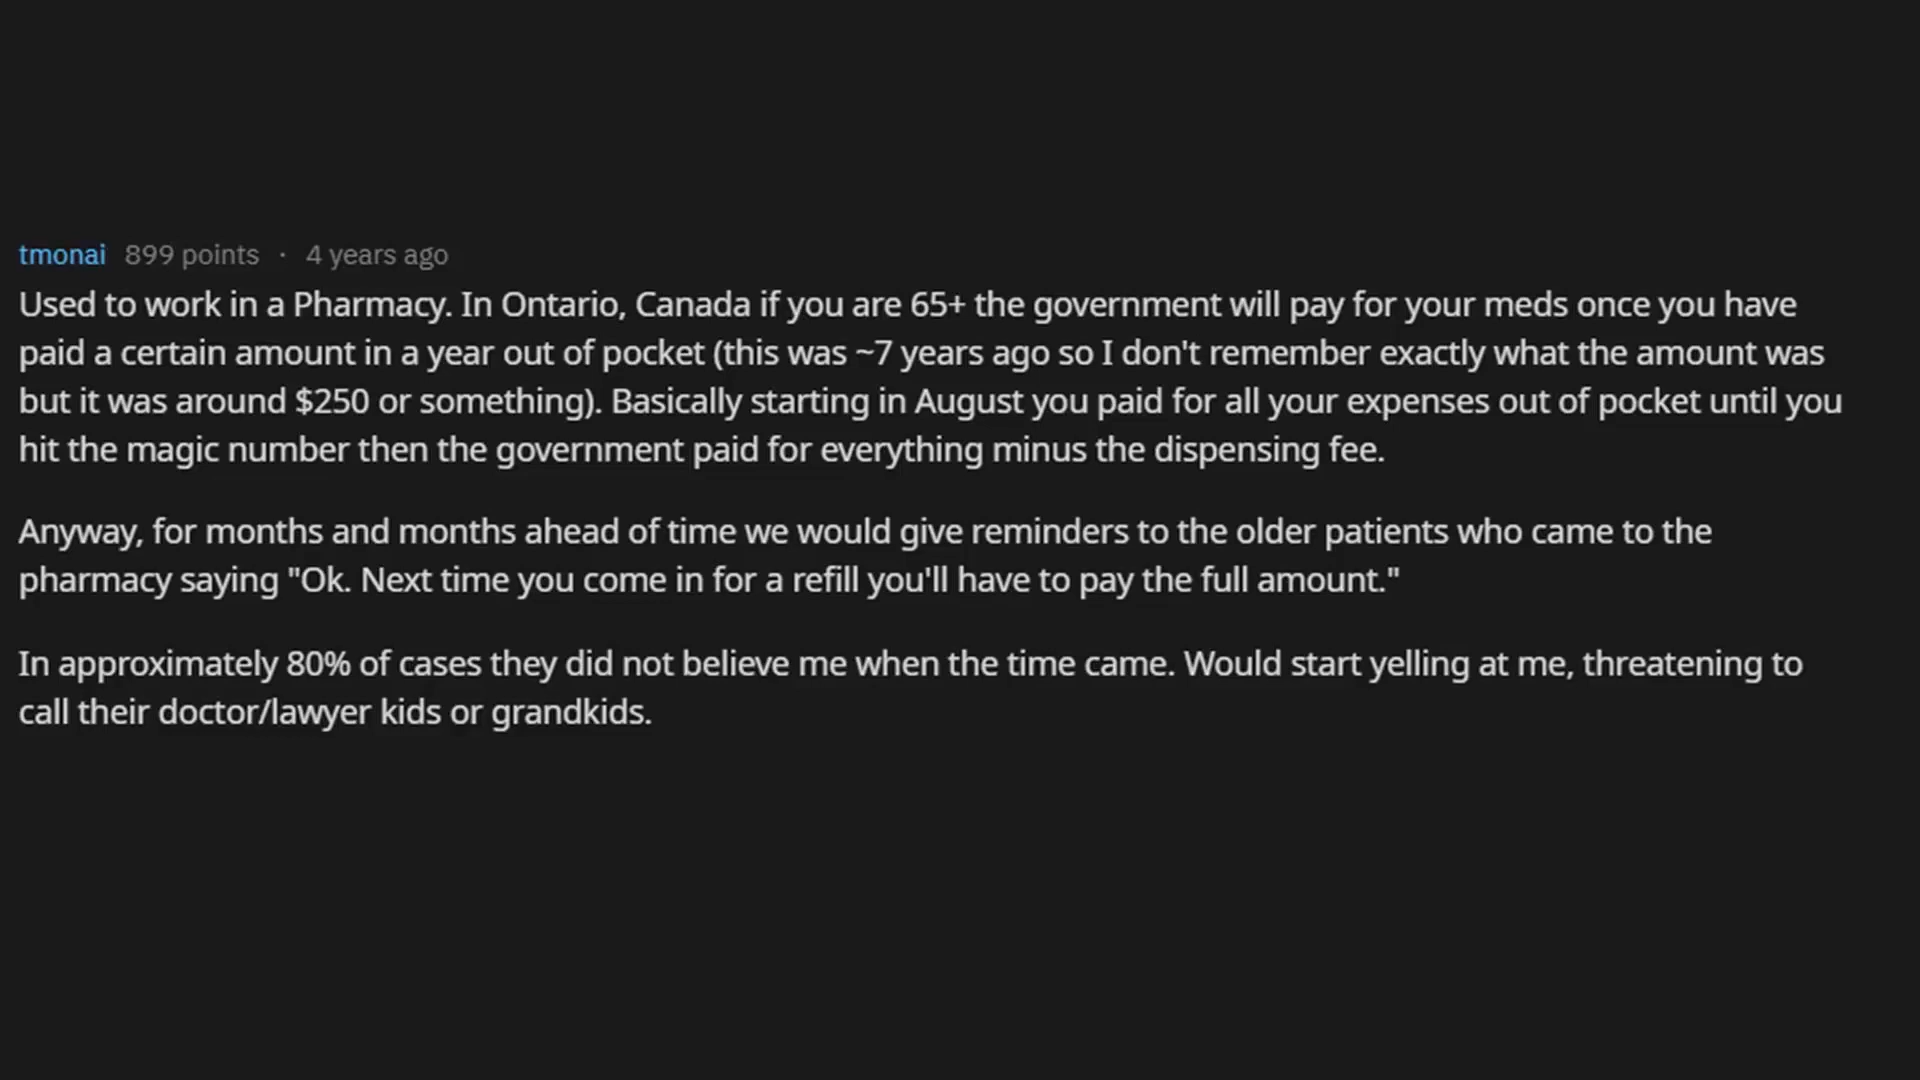 tmonai 899 points · 4 years ago
Used to work in a Pharmacy. In Ontario, Canada if you are 65+ the government will pay for your meds once you have
paid a certain amount in a year out of pocket (this was ~7 years ago so I don't remember exactly what the amount was
but it was around $250 or something). Basically starting in August you paid for all your expenses out of pocket until you
hit the magic number then the government paid for everything minus the dispensing fee.
Anyway, for months and months ahead of time we would give reminders to the older patients who came to the
pharmacy saying "Ok. Next time you come in for a refill you'll have to pay the full amount."
In approximately 80% of cases they did not believe me when the time came. Would start yelling at me, threatening to
call their doctor/lawyer kids or grandkids.